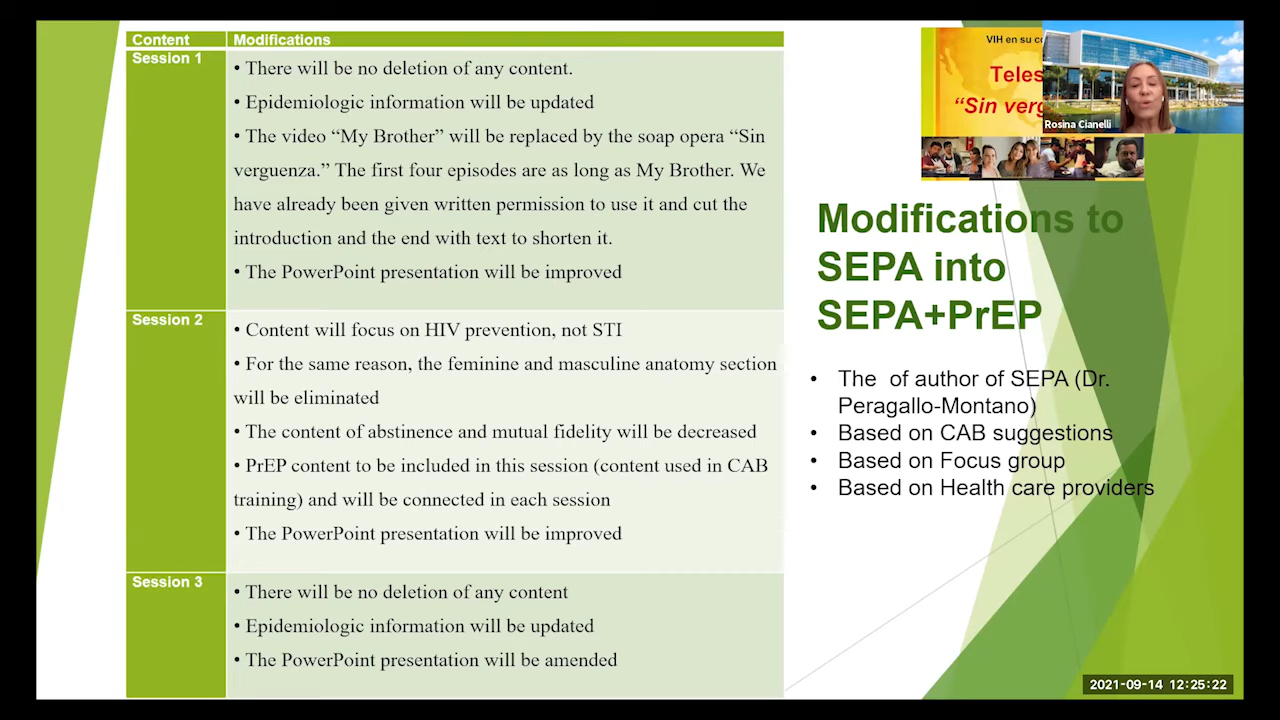 Content Modifications
Session 1
• There will be no deletion of any content.
• Epidemiologic information will be updated
• The video “My Brother” will be replaced by the soap opera “Sin
verguenza.” The first four episodes are as long as My Brother. We
have already been given written permission to use it and cut the
introduction and the end with text to shorten it.
• The PowerPoint presentation will be improved
Session 2
• Content will focus on HIV prevention, not STI
• For the same reason, the feminine and masculine anatomy section
will be eliminated
• The content of abstinence and mutual fidelity will be decreased
• PrEP content to be included in this session (content used in CAB
training) and will be connected in each session
• The PowerPoint presentation will be improved
Session 3
• There will be no deletion of any content
• Epidemiologic information will be updated
• The PowerPoint presentation will be amended
VIH en su co
Teles
“Sin verg
Rosina Cianelli
Modifications to
SEPA into
SEPA+PrEP
• The of author of SEPA (Dr.
Peragallo-Montano)
• Based on CAB suggestions
• Based on Focus group
• Based on Health care providers
2021-09-14 12:25:22